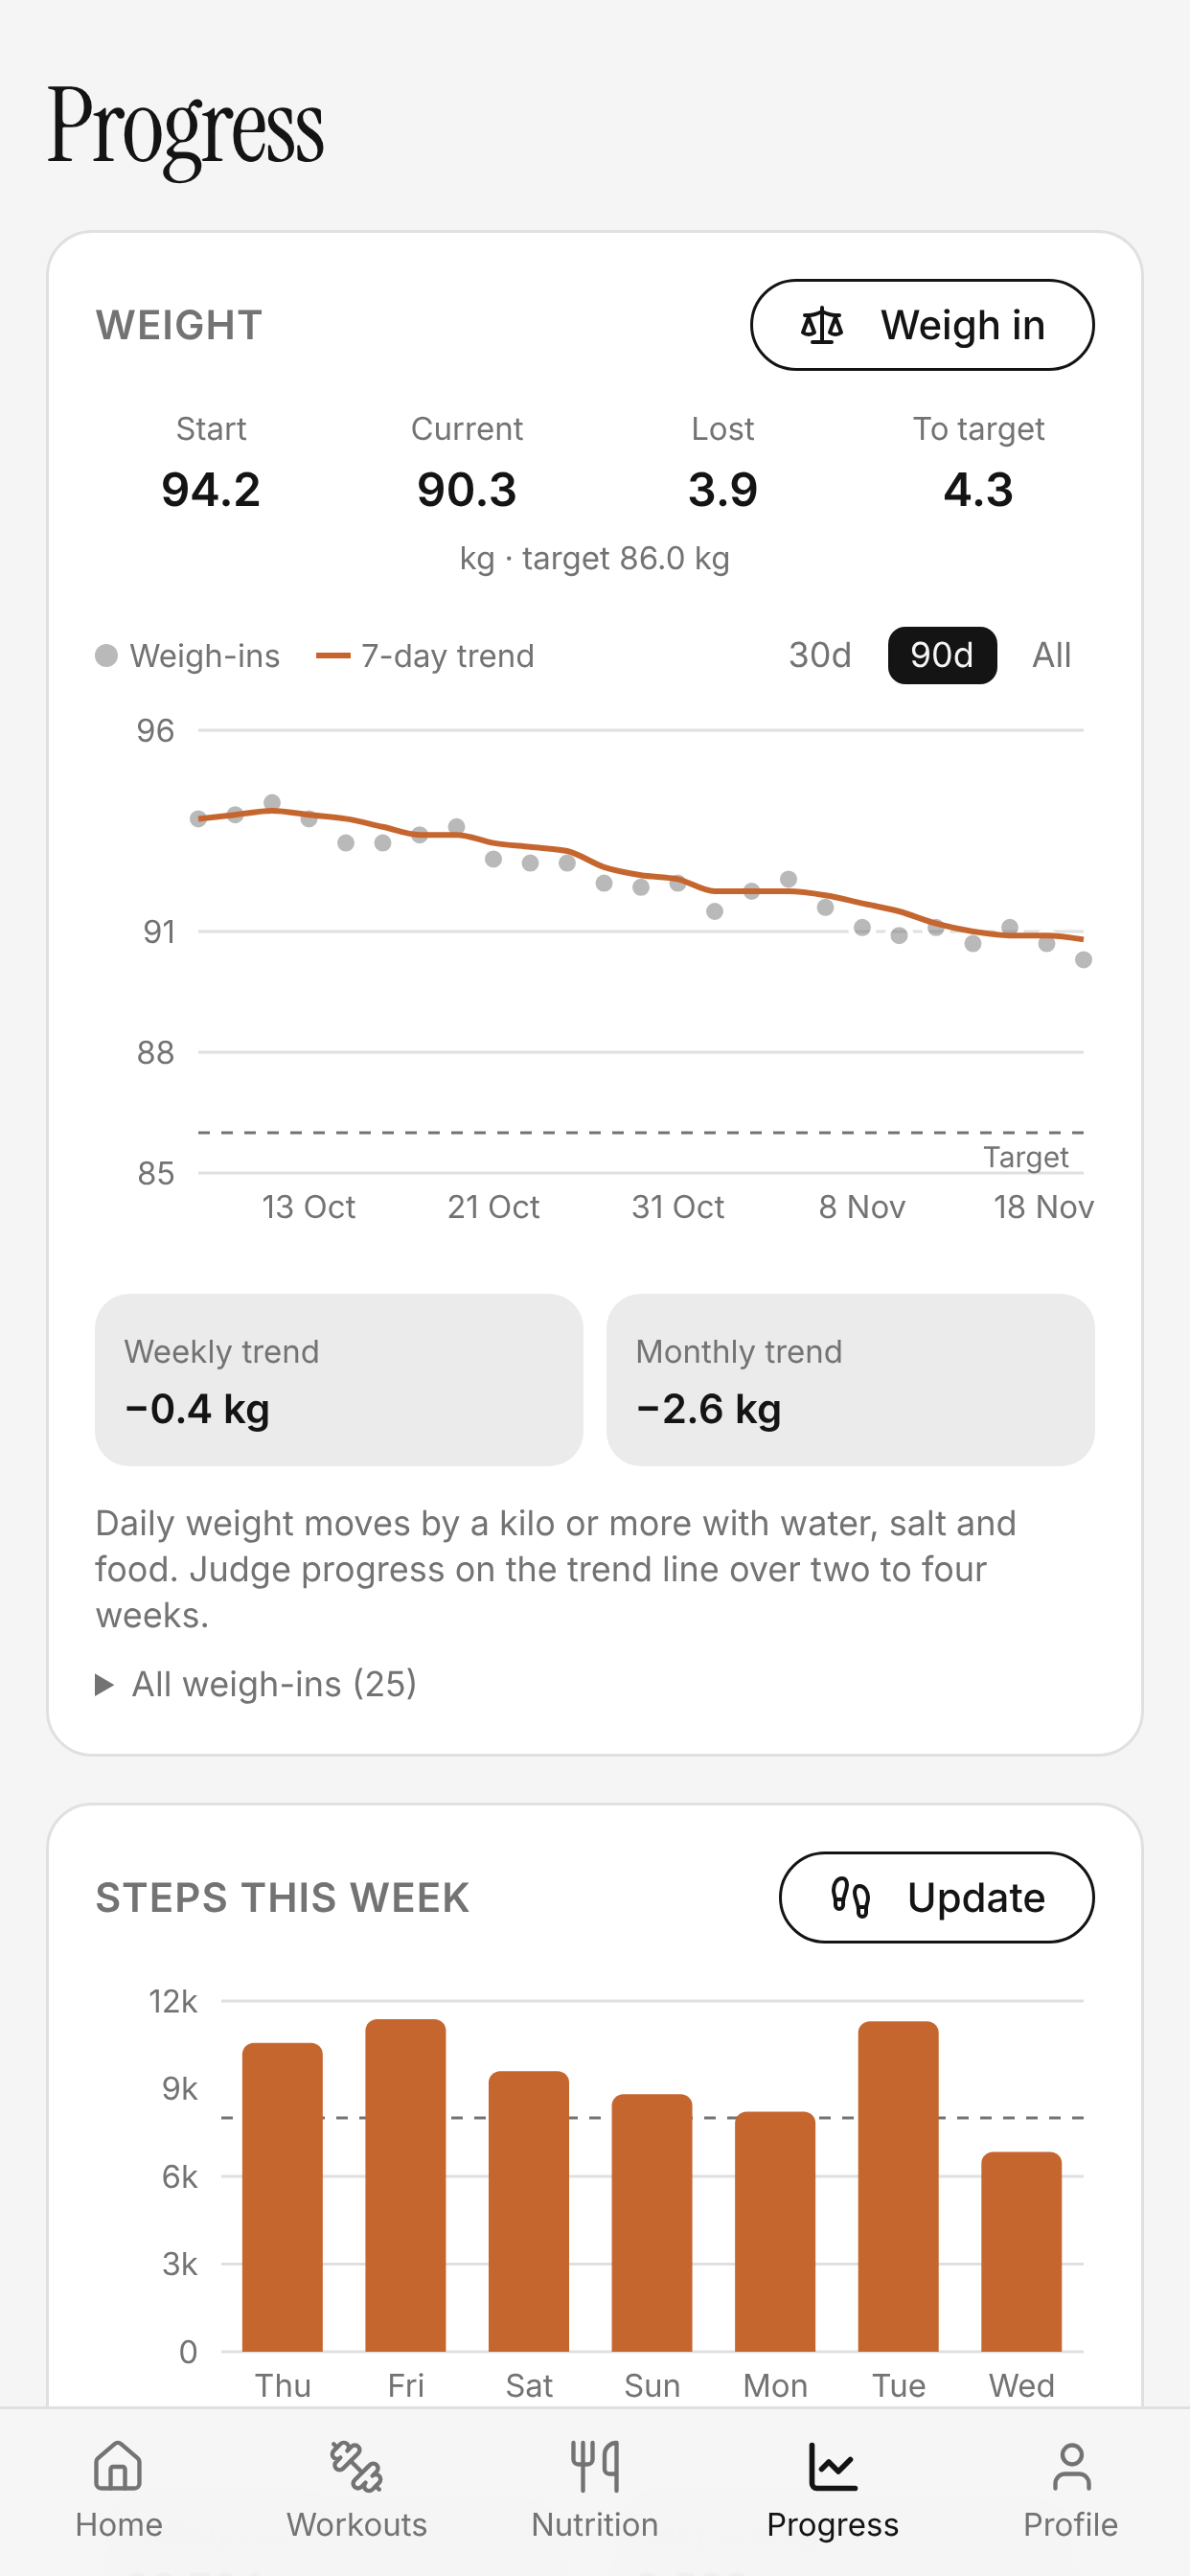 Progress
WEIGHT
Weigh in
Start Current Lost To target
94.2 90.3 3.9 4.3
kg · target 86.0 kg
Weigh-ins 7-day trend 30d 90d All
96
91
88
Target
85
13 Oct 21 Oct 31 Oct 8 Nov 18 Nov
Weekly trend
−0.4 kg
Monthly trend
−2.6 kg
Daily weight moves by a kilo or more with water, salt and
food. Judge progress on the trend line over two to four
weeks.
All weigh-ins (25)
STEPS THIS WEEK
Update
12k
9k
6k
3k
0
Thu Fri Sat Sun Mon Tue Wed
Home Workouts Nutrition Progress Profile